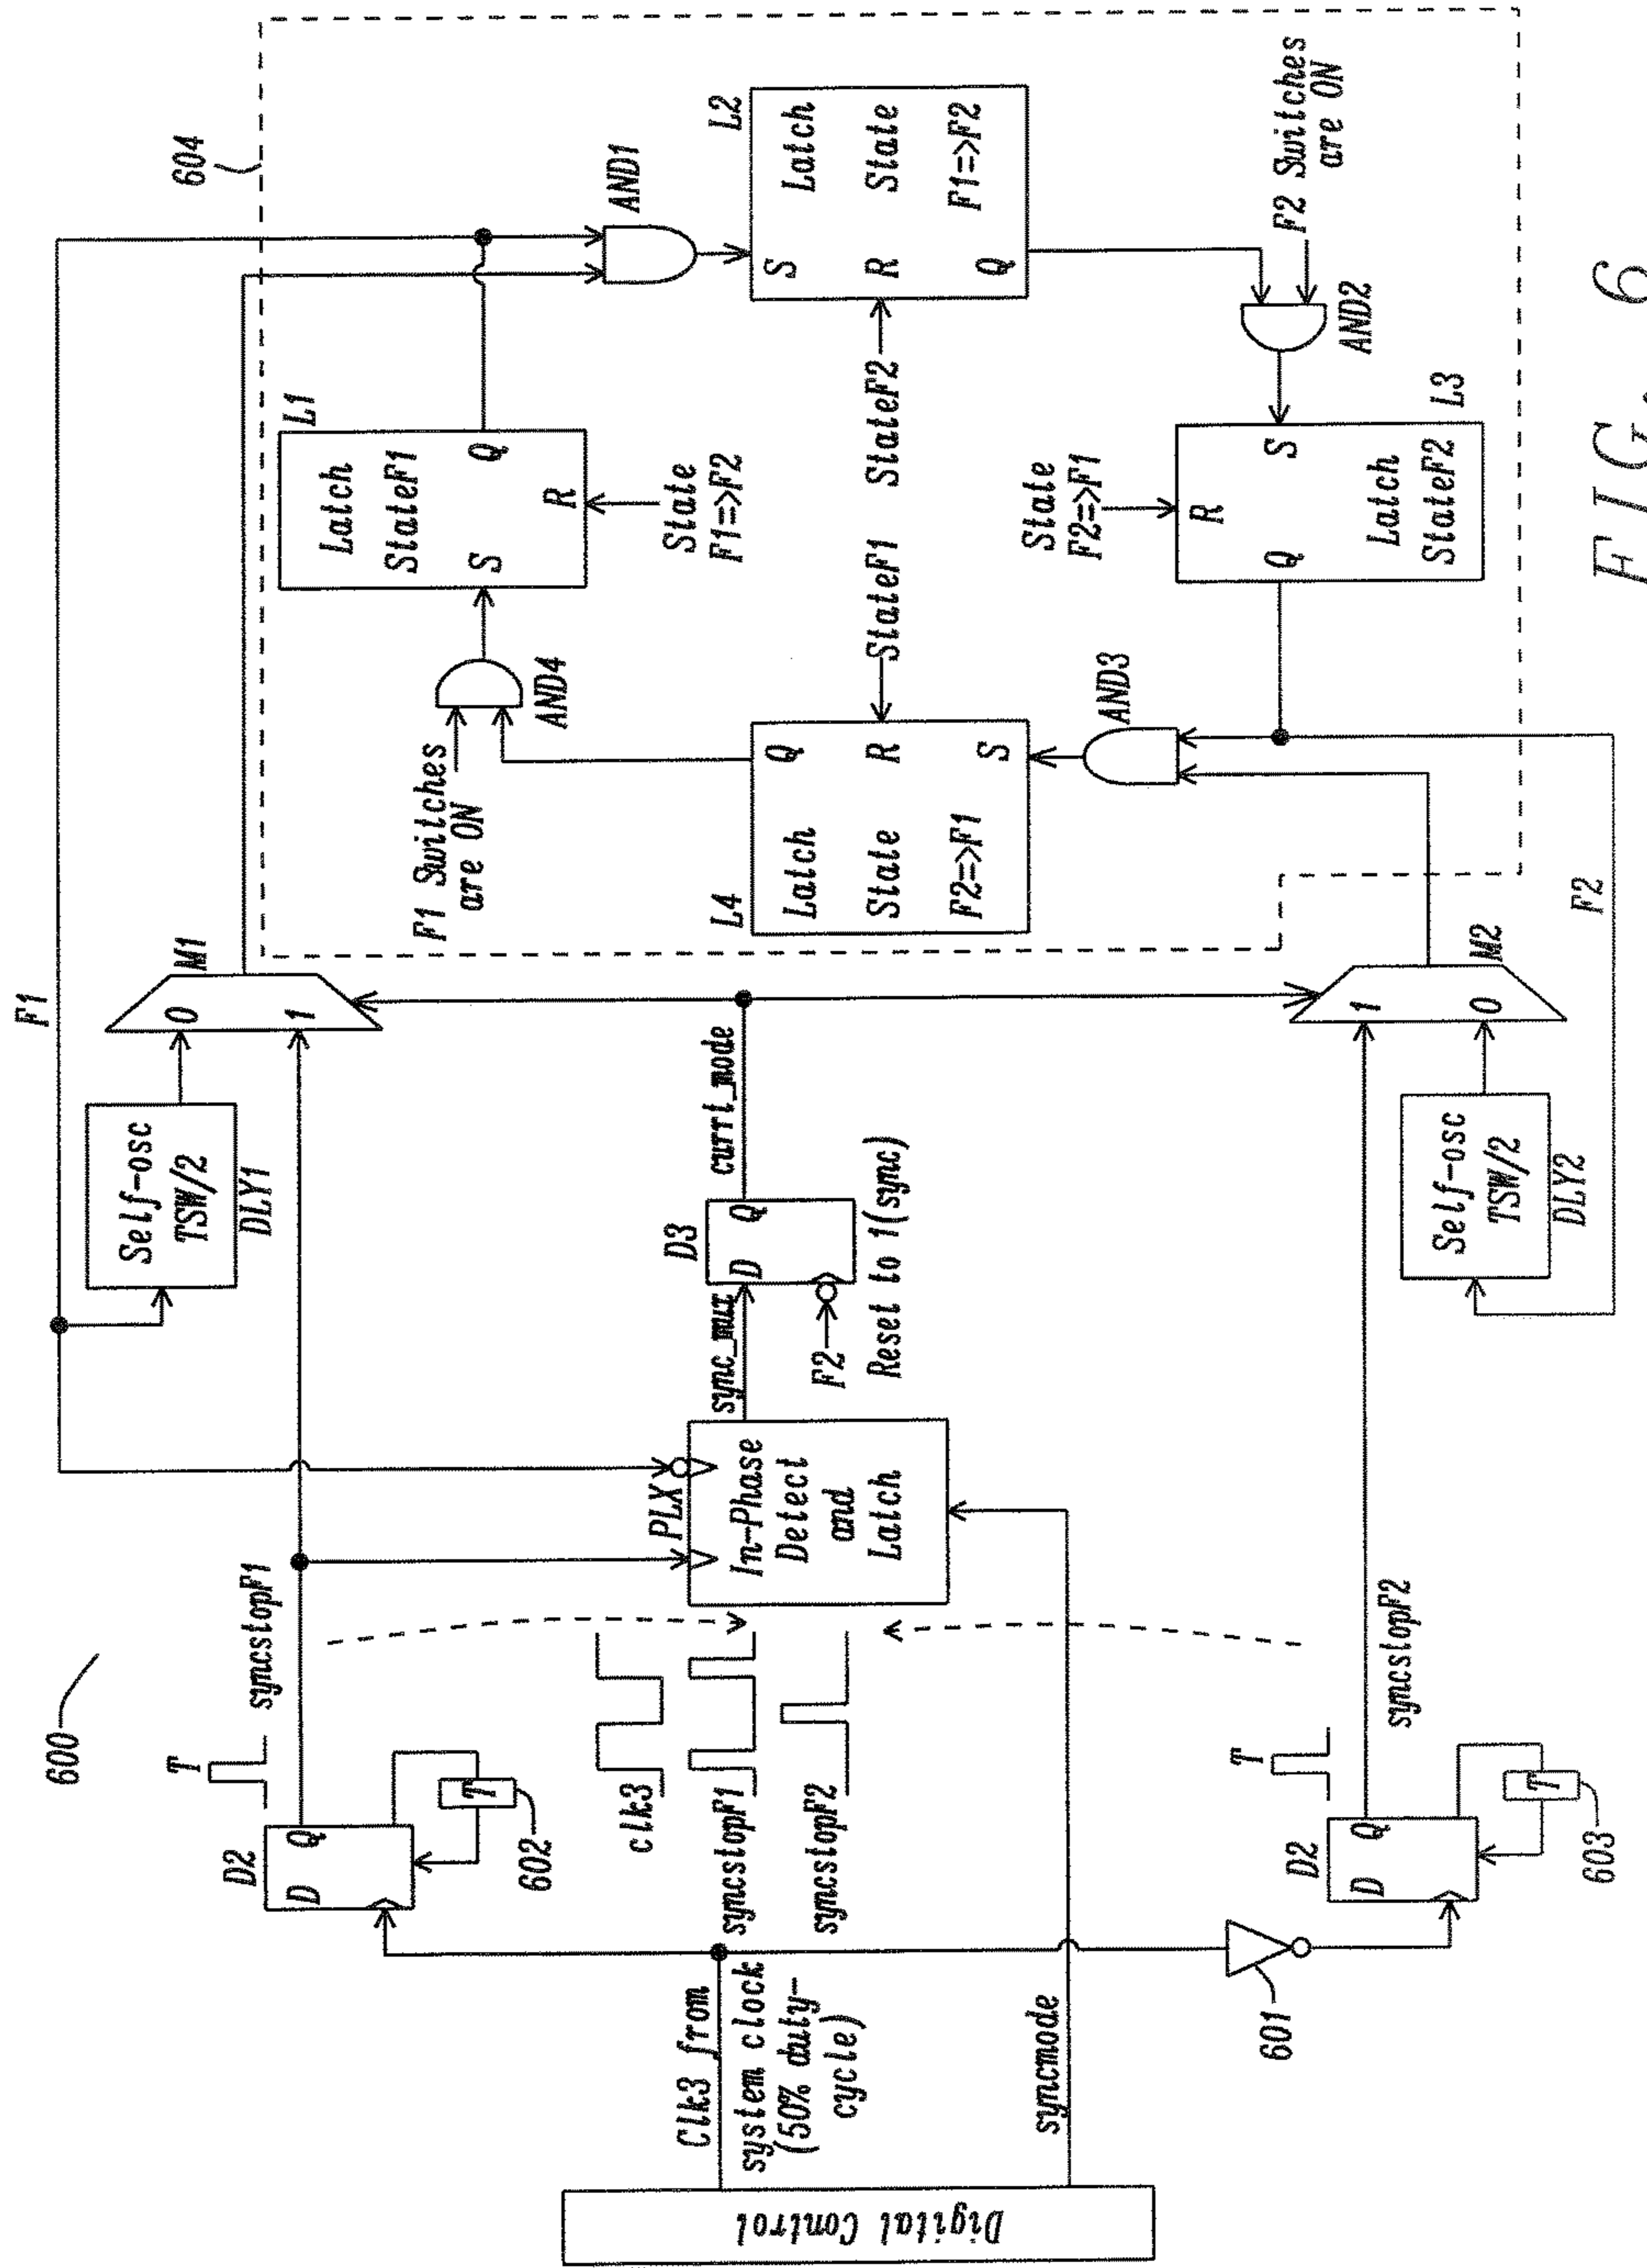 600
Digital Control
Clk3 from
system clock
(50% duty-
cycle)
syncmode
601
D2
D
Q
T
602
T
syncstopF1
clk3
syncstopF1
syncstopF2
D2
D
Q
T
603
T
syncstopF2
PLX
In-Phase
Detect
and
Latch
sync_mux
D3
D
Q
F2
Reset to 1(sync)
curr1_mode
F1
Self-osc
TSW/2
DLY1
M1
0
1
Self-osc
TSW/2
DLY2
M2
1
0
F2
604
F1 Switches
are ON
AND4
L1
Latch
StateF1
S
Q
R
State
F1=>F2
AND1
L2
Latch
State
F1=>F2
S
R
Q
StateF1
StateF2
F2 Switches
are ON
AND2
L3
Latch
StateF2
S
R
Q
State
F2=>F1
AND3
L4
Latch
State
F2=>F1
Q
R
S
FIG. 6